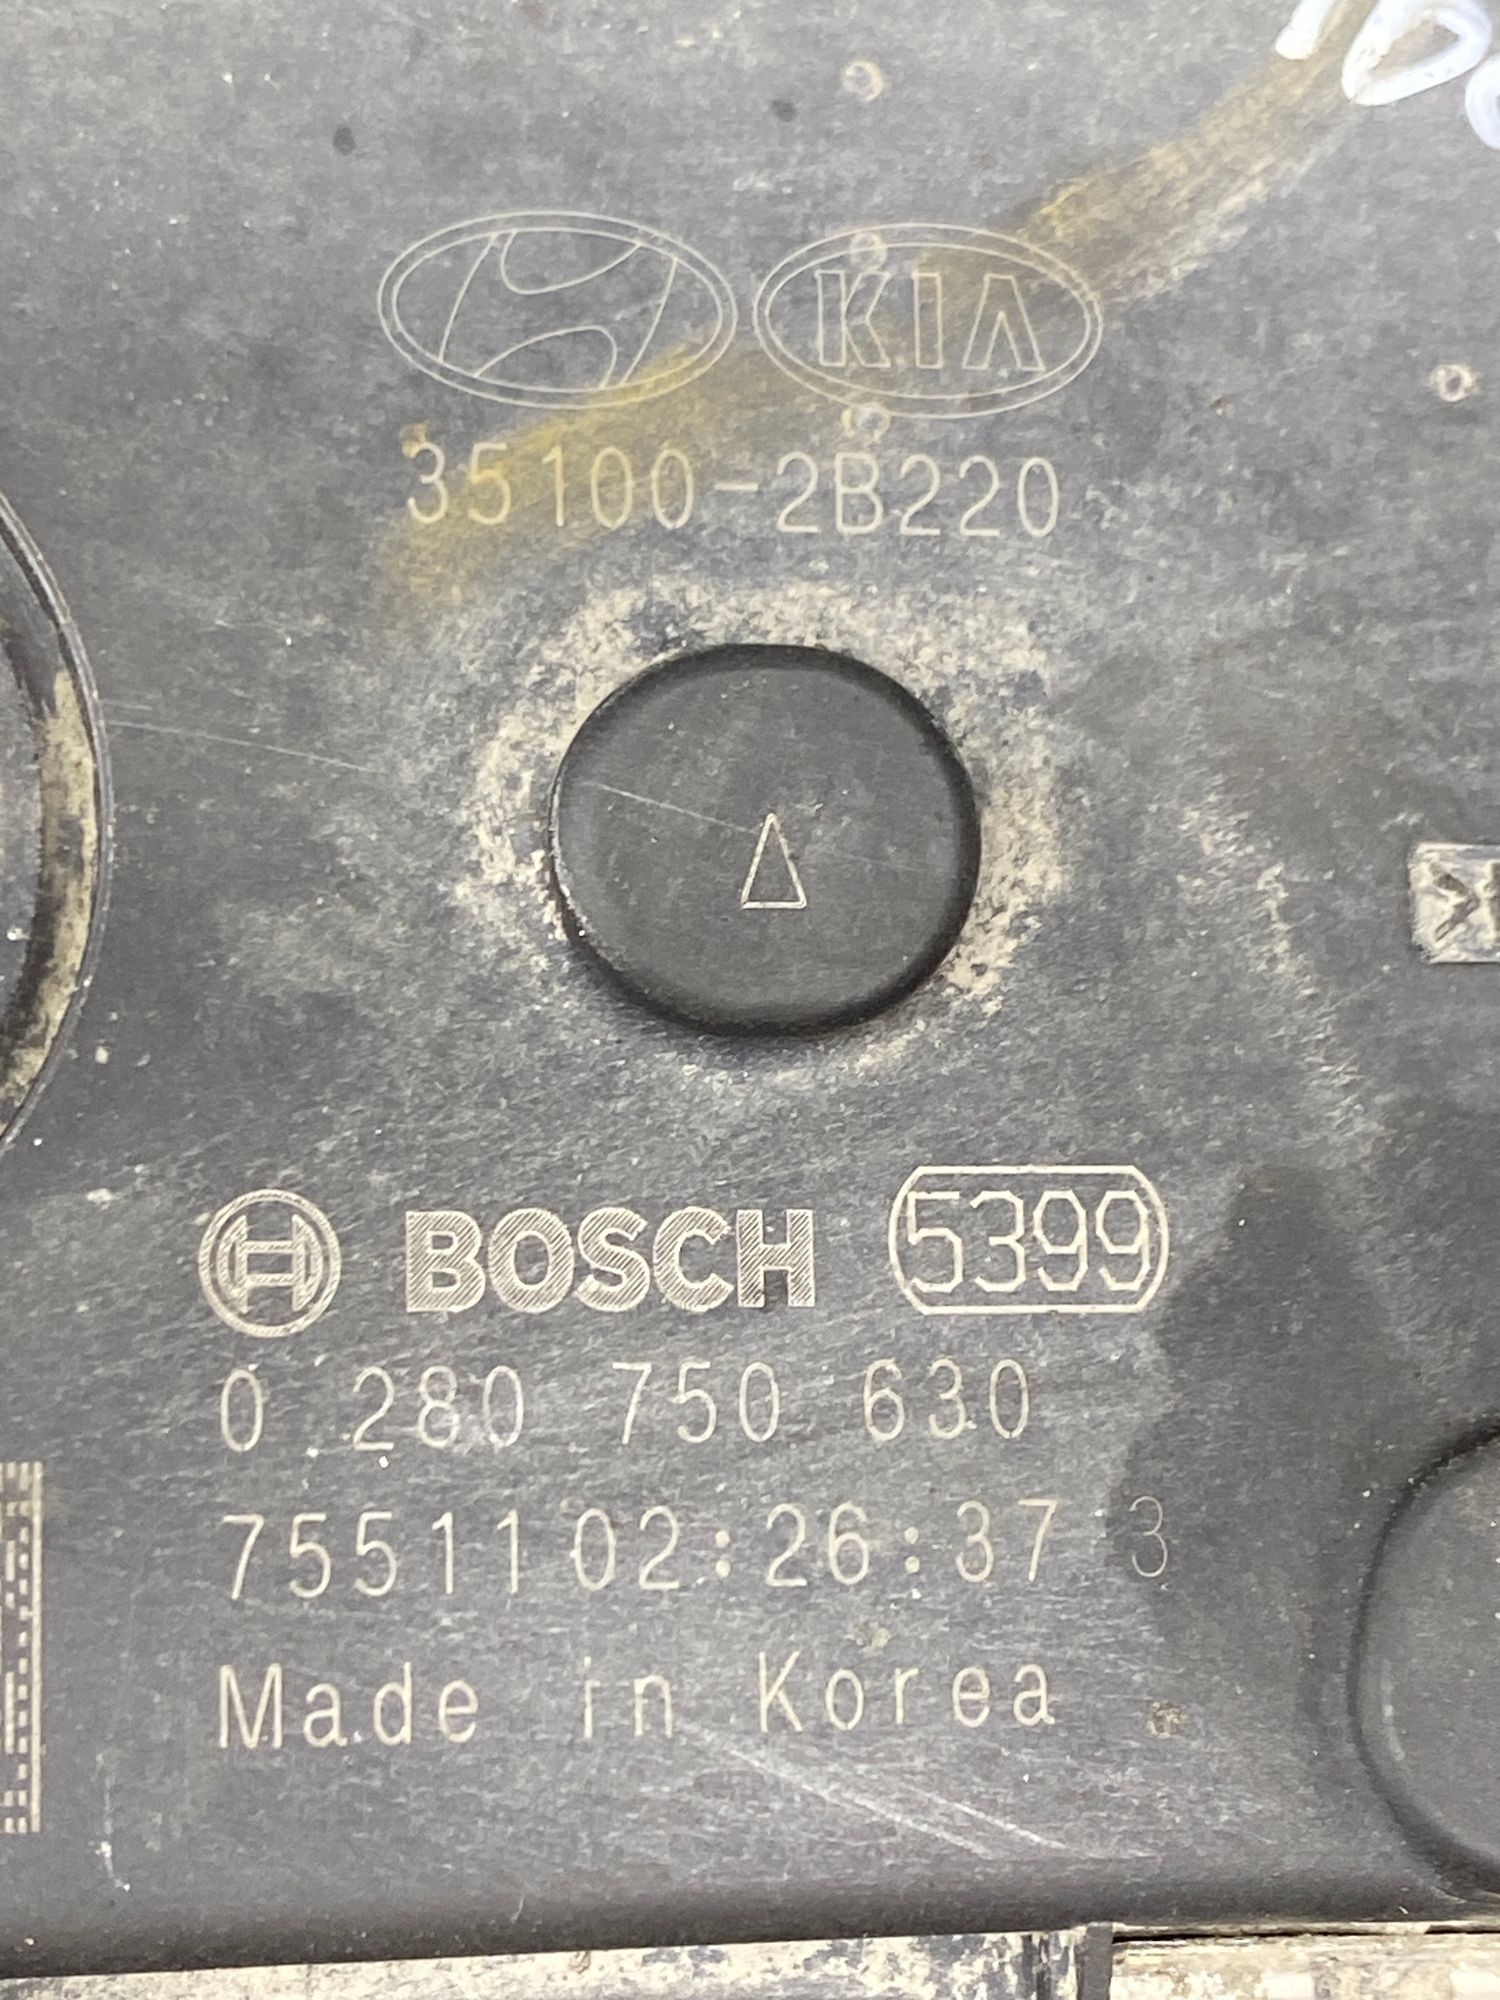 KIA
35100-2B220
BOSCH 5399
0 280 750 630
7551102:26:37 3
Made in Korea